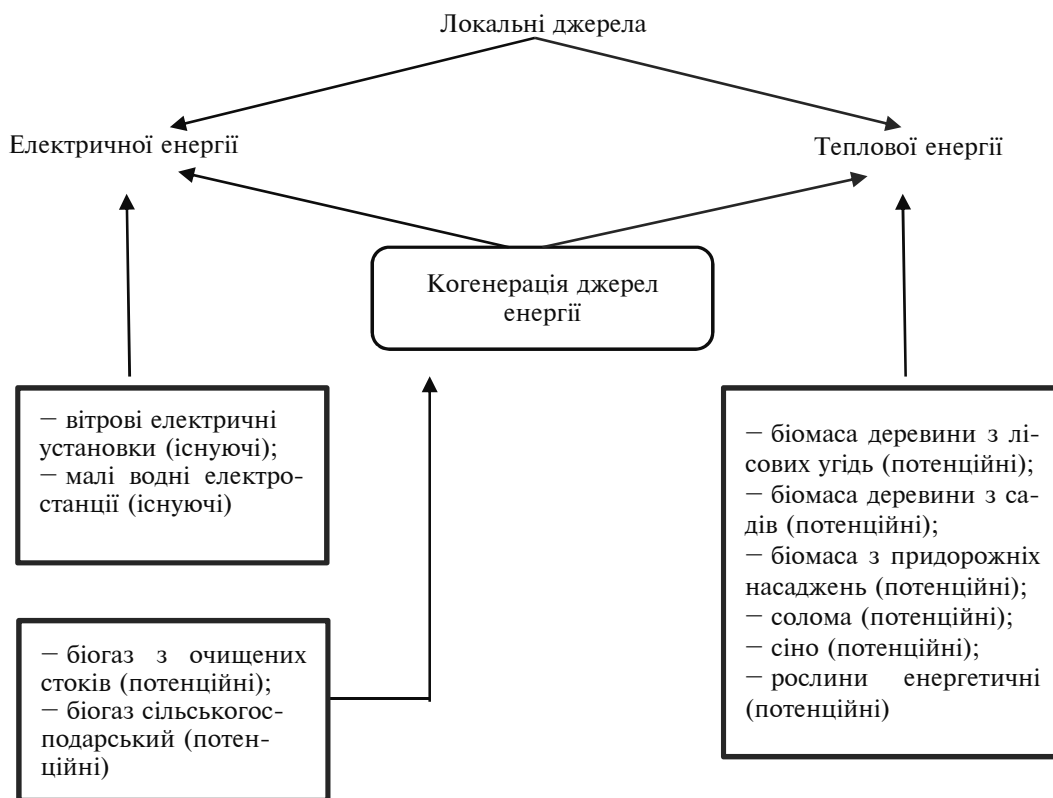 Локальні джерела
Електричної енергії
Теплової енергії
Когенерація джерел
енергії
– вітрові електричні
установки (існуючі);
– малі водні електро-
станції (існуючі)
– біогаз з очищених
стоків (потенційні);
– біогаз сільськогос-
подарський (потен-
ційні)
– біомаса деревини з лі-
сових угідь (потенційні);
– біомаса деревини з са-
дів (потенційні);
– біомаса з придорожніх
насаджень (потенційні);
– солома (потенційні);
– сіно (потенційні);
– рослини енергетичні
(потенційні)